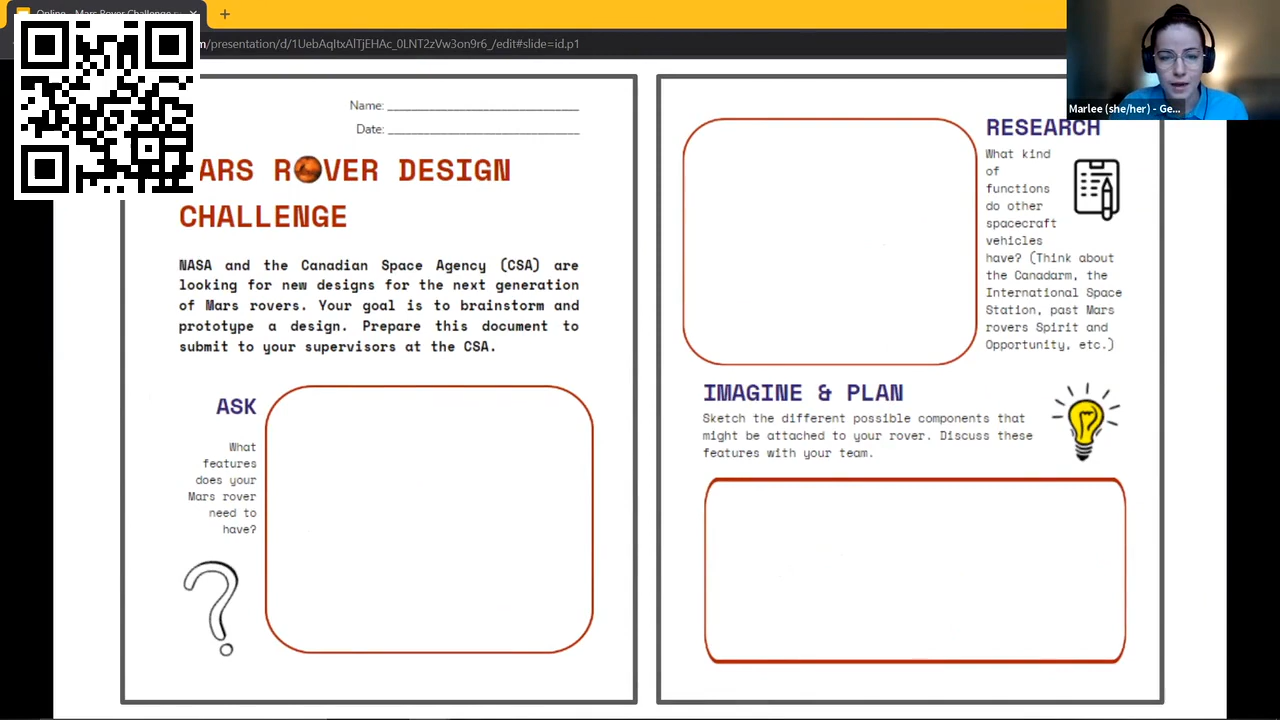 Online - Mars Rover Challenge
/presentation/d/1UebAqItxAlTjEHAc_0LNT2zVw3on9r6_/edit#slide=id.p1
Marlee (she/her) - Ge...
Name: ____________________________
Date: ____________________________
ARS ROVER DESIGN
CHALLENGE
NASA and the Canadian Space Agency (CSA) are
looking for new designs for the next generation
of Mars rovers. Your goal is to brainstorm and
prototype a design. Prepare this document to
submit to your supervisors at the CSA.
ASK
What
features
does your
Mars rover
need to
have?
RESEARCH
What kind
of
functions
do other
spacecraft
vehicles
have? (Think about
the Canadarm, the
International Space
Station, past Mars
rovers Spirit and
Opportunity, etc.)
IMAGINE & PLAN
Sketch the different possible components that
might be attached to your rover. Discuss these
features with your team.